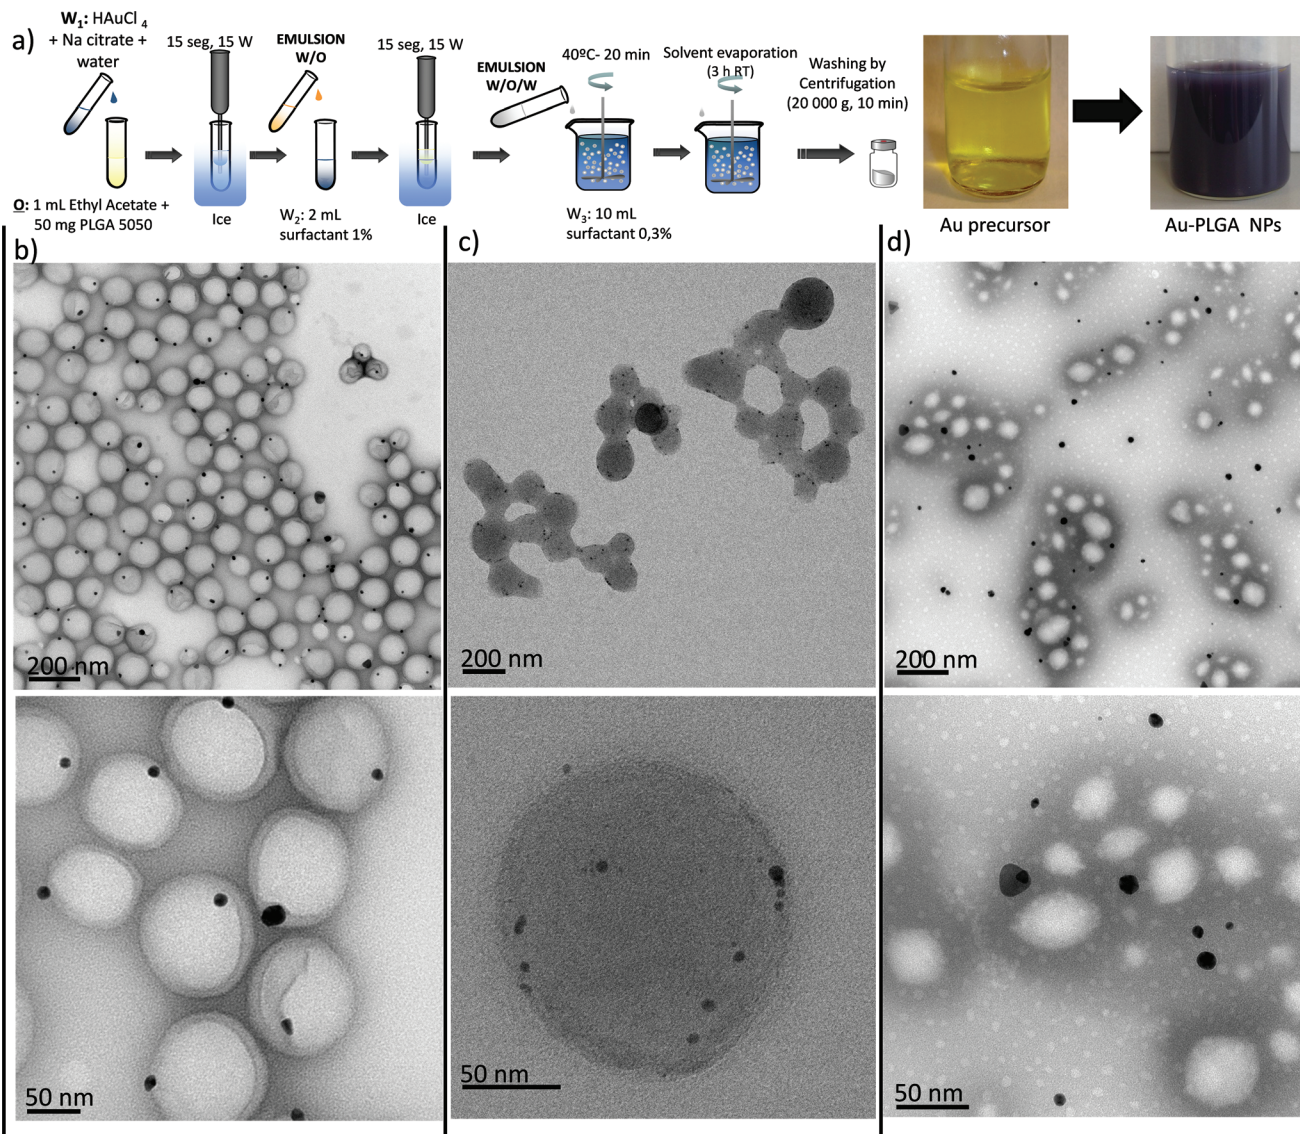 a)
W₁: HAuCl ₄
+ Na citrate +
water
O: 1 mL Ethyl Acetate +
50 mg PLGA 5050
15 seg, 15 W
Ice
EMULSION
W/O
W₂: 2 mL
surfactant 1%
15 seg, 15 W
Ice
EMULSION
W/O/W
40ºC- 20 min
W₃: 10 mL
surfactant 0,3%
Solvent evaporation
(3 h RT)
Washing by
Centrifugation
(20 000 g, 10 min)
Au precursor
Au-PLGA NPs
b)
200 nm
50 nm
c)
200 nm
50 nm
d)
200 nm
50 nm